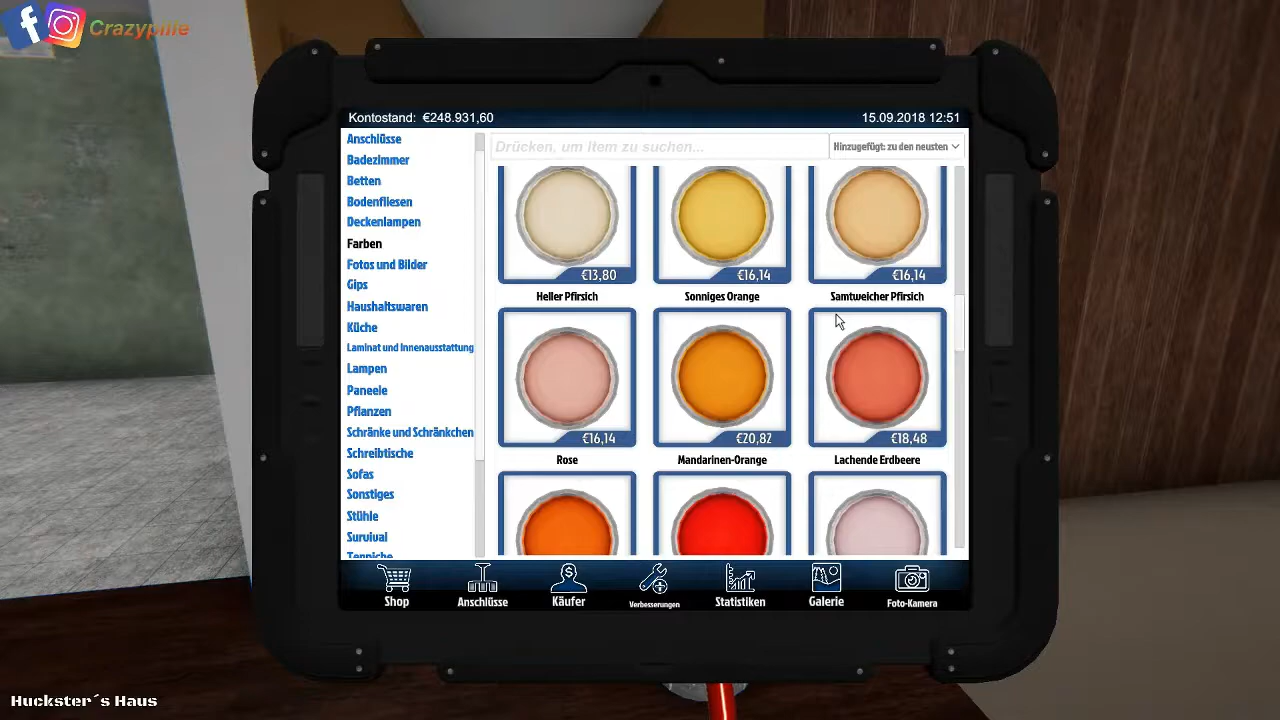 Crazypille
Kontostand: €248.931,60
15.09.2018 12:51
Drücken, um Item zu suchen...
Hinzugefügt: zu den neusten
Anschlüsse
Badezimmer
Betten
Bodenfliesen
Deckenlampen
Farben
Fotos und Bilder
Gips
Haushaltswaren
Küche
Laminat und Innenausstattung
Lampen
Paneele
Pflanzen
Schränke und Schränkchen
Schreibtische
Sofas
Sonstiges
Stühle
Survival
Teppiche
€13,80
€16,14
€16,14
Heller Pfirsich
Sonniges Orange
Samtweicher Pfirsich
€16,14
€20,82
€18,48
Rose
Mandarinen-Orange
Lachende Erdbeere
Shop
Anschlüsse
Käufer
Verbesserungen
Statistiken
Galerie
Foto-Kamera
Huckster´s Haus